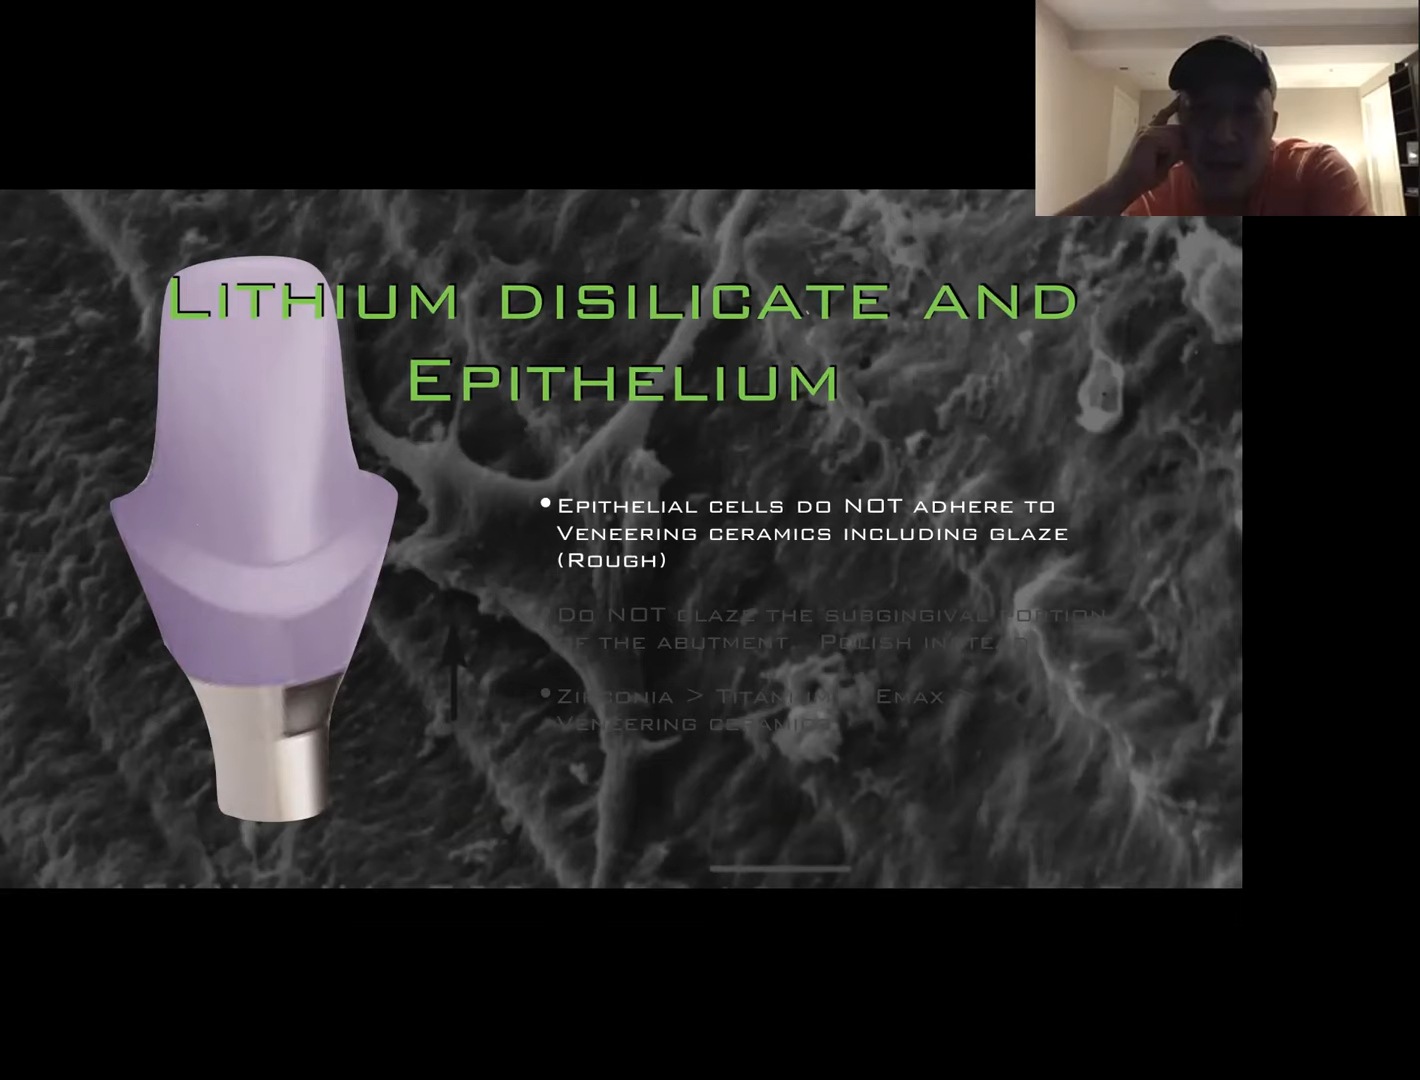 LITHIUM DISILICATE AND
EPITHELIUM
• EPITHELIAL CELLS DO NOT ADHERE TO
VENEERING CERAMICS INCLUDING GLAZE
(ROUGH)
DO NOT GLAZE THE SUBGINGIVAL PORTION
OF THE ABUTMENT. POLISH INSTEAD
• ZIRCONIA > TITANIUM EMAX
VENEERING CERAMICS